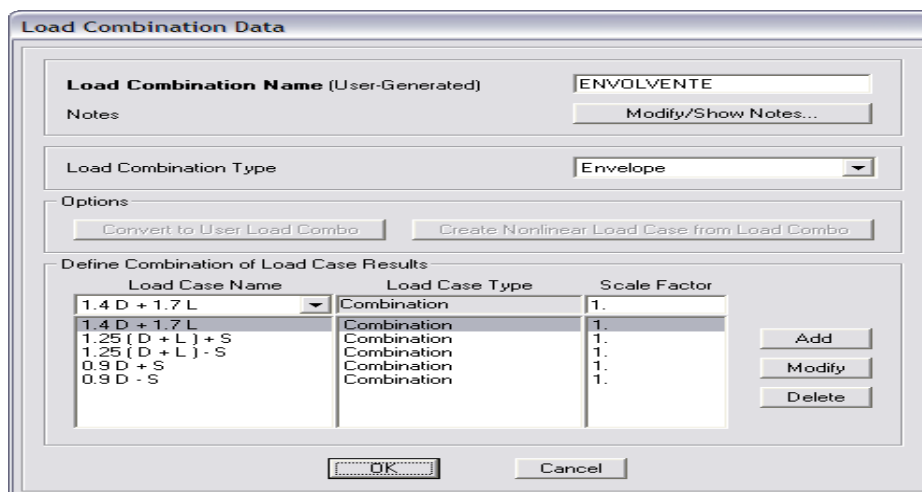 Load Combination Data
Load Combination Name (User-Generated) ENVOLVENTE
Notes Modify/Show Notes...
Load Combination Type Envelope
Options
Convert to User Load Combo Create Nonlinear Load Case from Load Combo
Define Combination of Load Case Results
Load Case Name Load Case Type Scale Factor
1.4 D + 1.7 L Combination 1.
1.4 D + 1.7 L Combination 1.
1.25 ( D + L ) + S Combination 1.
1.25 ( D + L ) - S Combination 1.
0.9 D + S Combination 1.
0.9 D - S Combination 1.
Add
Modify
Delete
OK Cancel